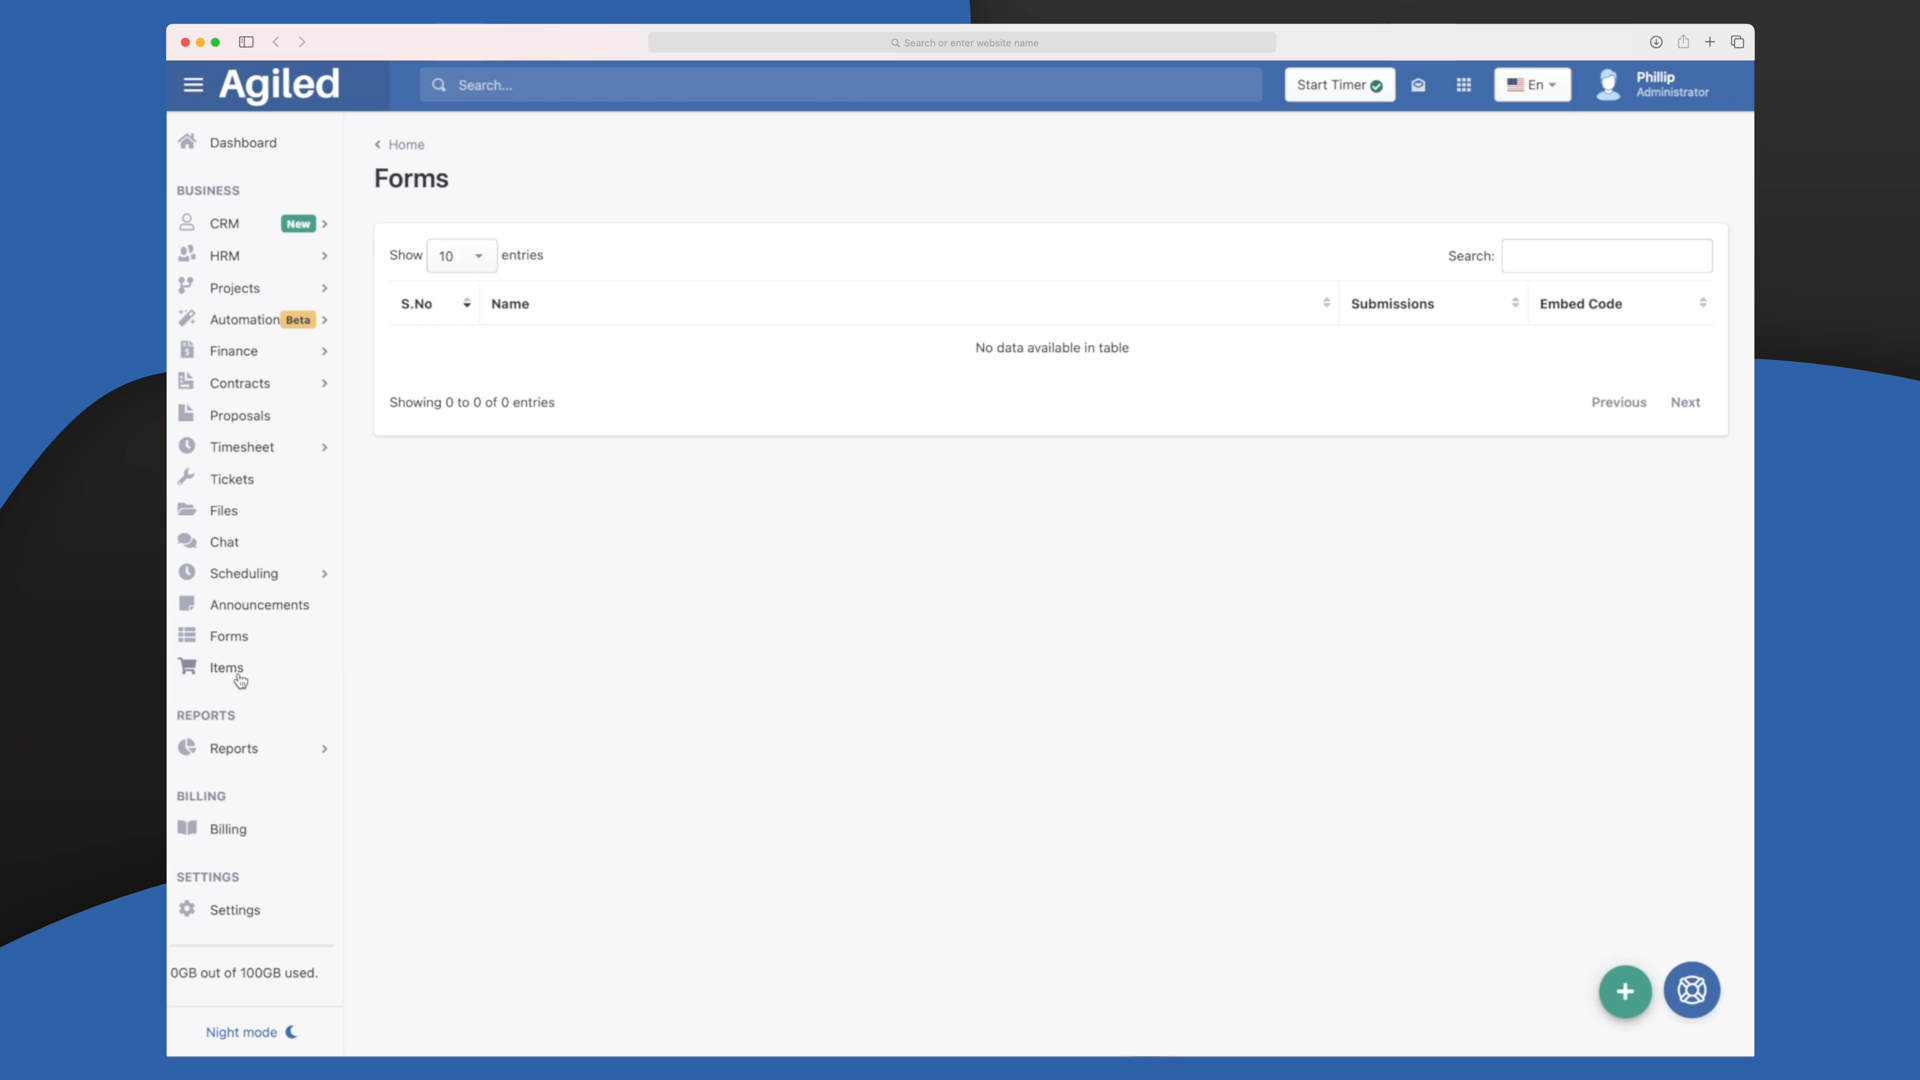 Search or enter website name
Agiled
Search...
Start Timer
En
Phillip
Administrator
Dashboard
BUSINESS
CRM New
HRM
Projects
Automation Beta
Finance
Contracts
Proposals
Timesheet
Tickets
Files
Chat
Scheduling
Announcements
Forms
Items
REPORTS
Reports
BILLING
Billing
SETTINGS
Settings
0GB out of 100GB used.
Night mode
Home
Forms
Show 10 entries
Search:
S.No Name Submissions Embed Code
No data available in table
Showing 0 to 0 of 0 entries
Previous Next